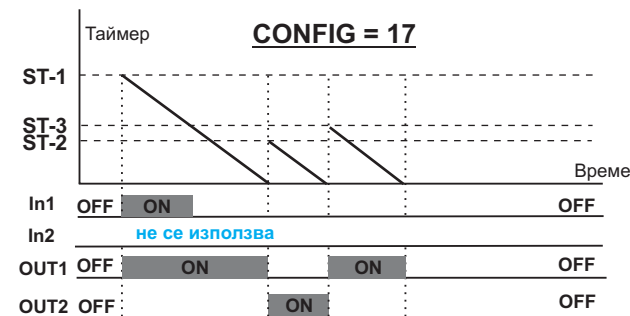 Таймер
CONFIG = 17
ST-1
ST-3
ST-2
Време
In1 OFF ON OFF
In2 не се използва
OUT1 OFF ON ON OFF
OUT2 OFF ON OFF